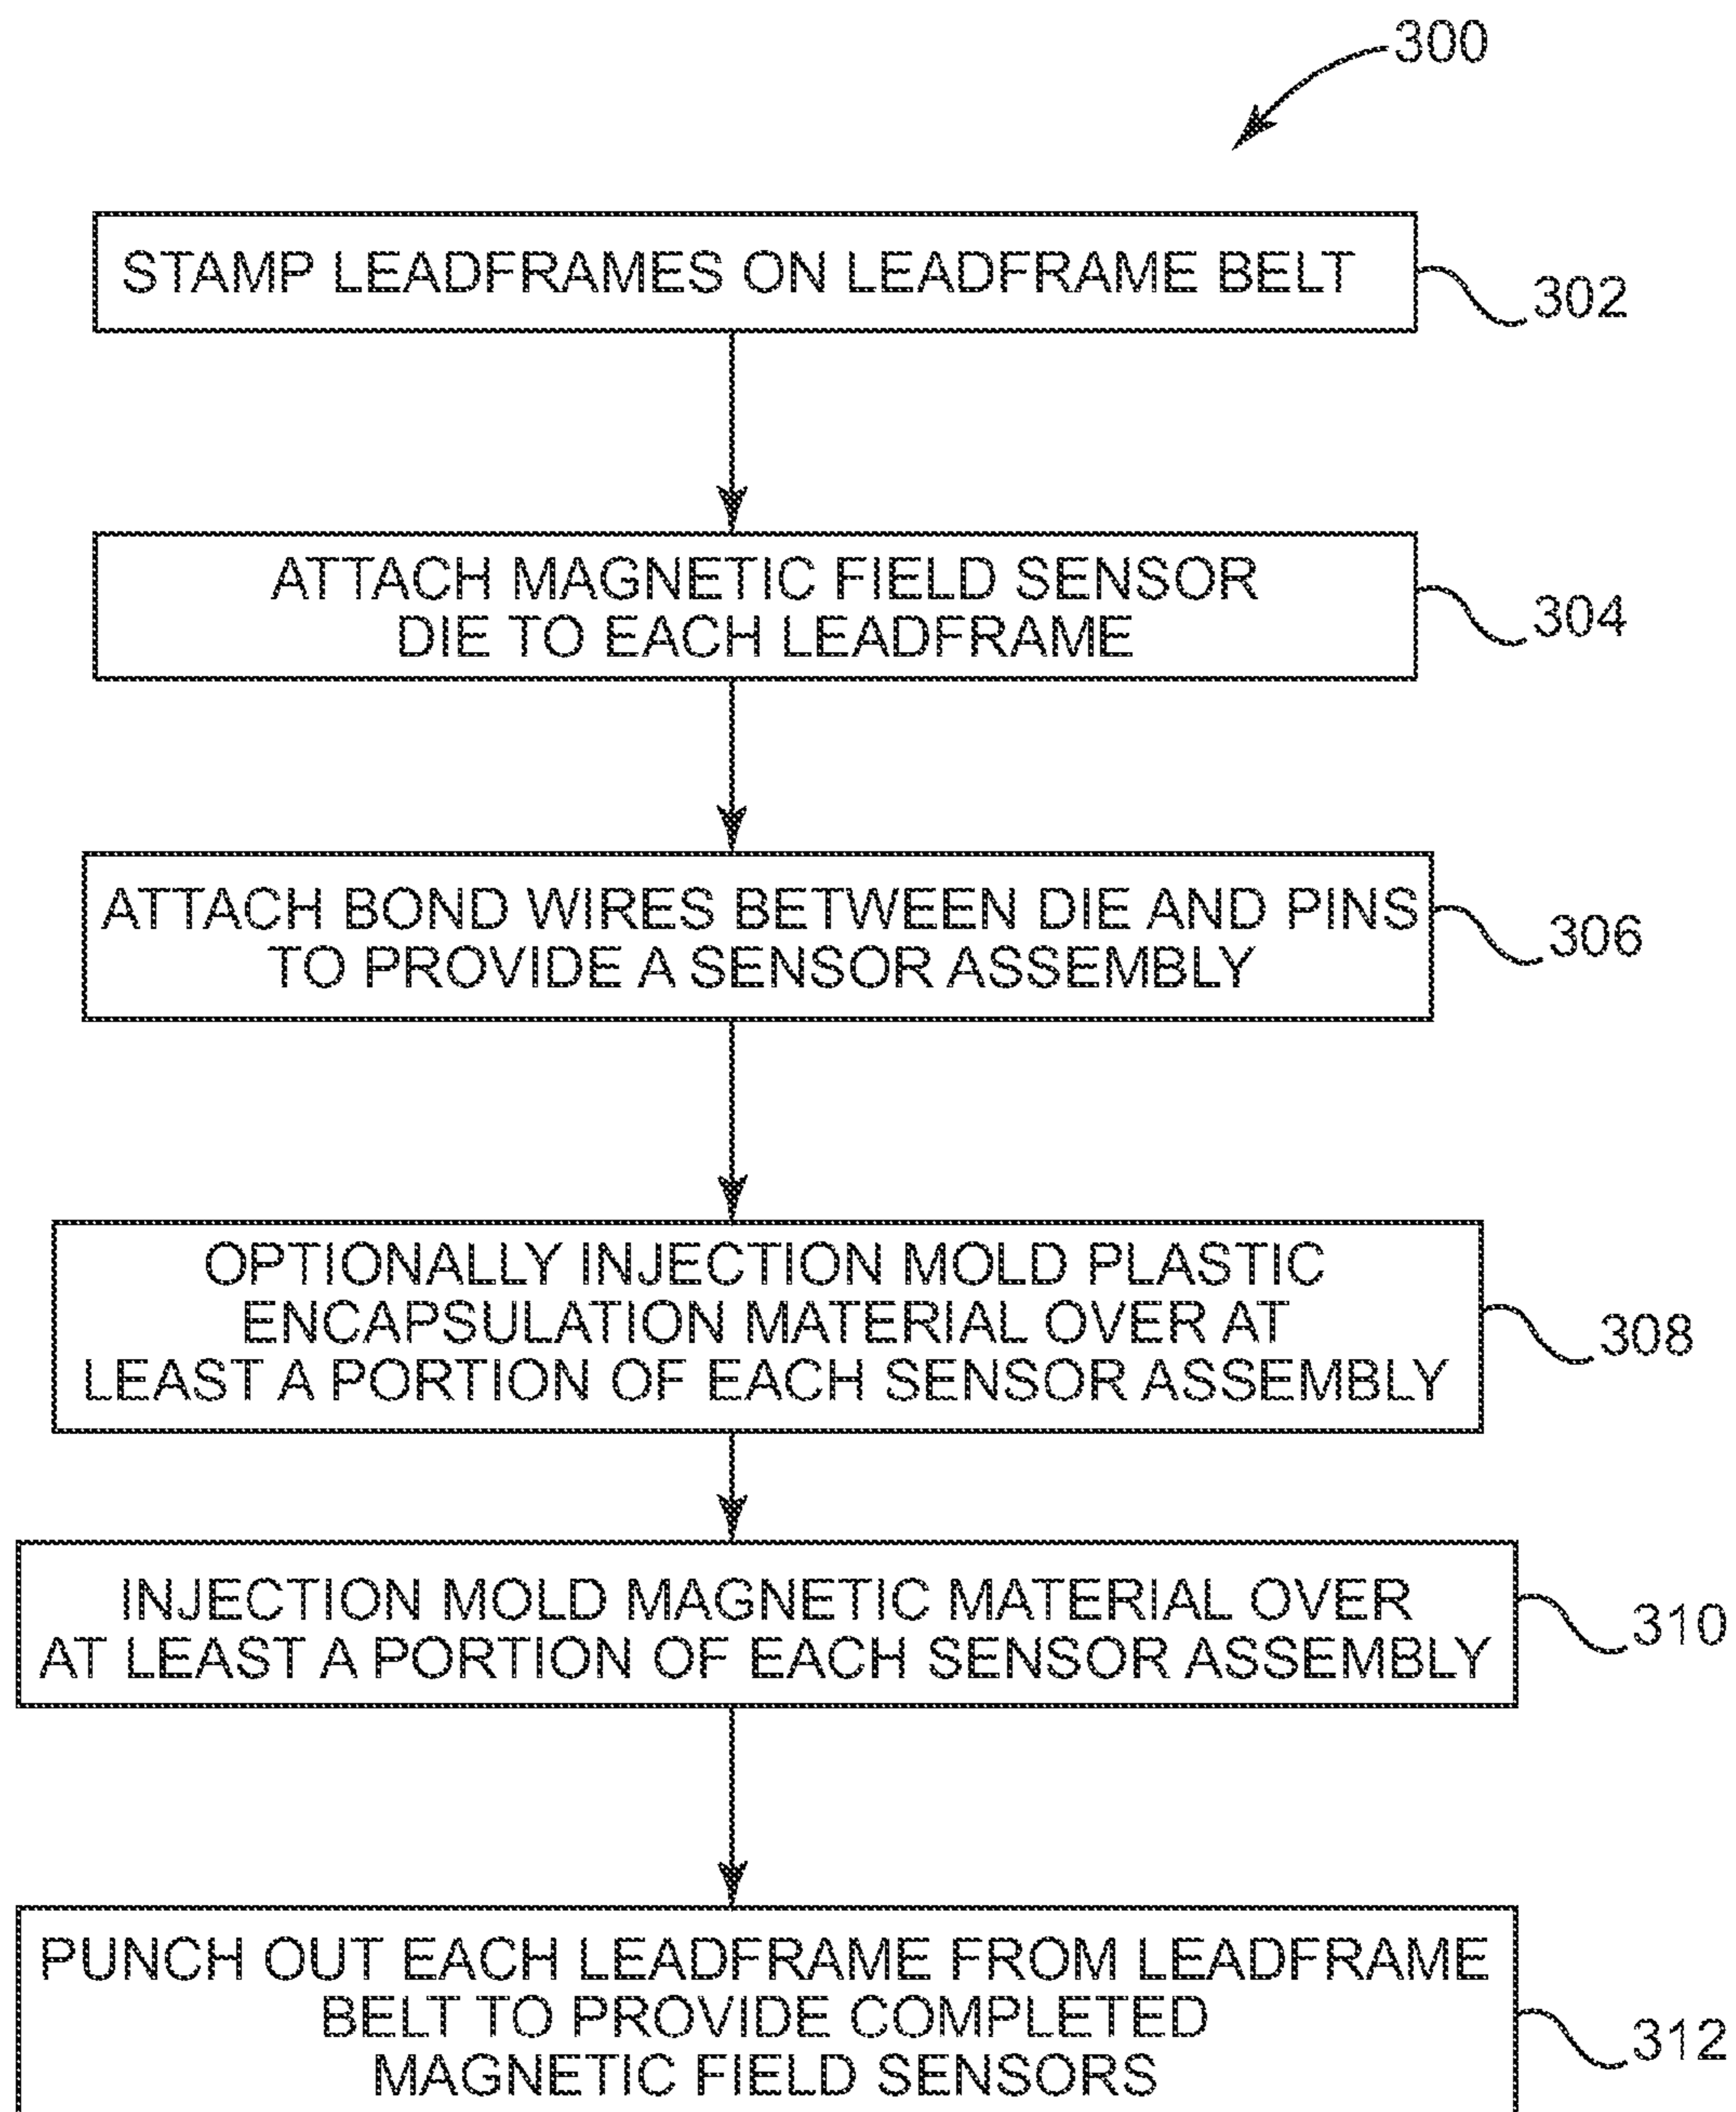 300
STAMP LEADFRAMES ON LEADFRAME BELT
302
ATTACH MAGNETIC FIELD SENSOR
DIE TO EACH LEADFRAME
304
ATTACH BOND WIRES BETWEEN DIE AND PINS
TO PROVIDE A SENSOR ASSEMBLY
306
OPTIONALLY INJECTION MOLD PLASTIC
ENCAPSULATION MATERIAL OVER AT
LEAST A PORTION OF EACH SENSOR ASSEMBLY
308
INJECTION MOLD MAGNETIC MATERIAL OVER
AT LEAST A PORTION OF EACH SENSOR ASSEMBLY
310
PUNCH OUT EACH LEADFRAME FROM LEADFRAME
BELT TO PROVIDE COMPLETED
MAGNETIC FIELD SENSORS
312